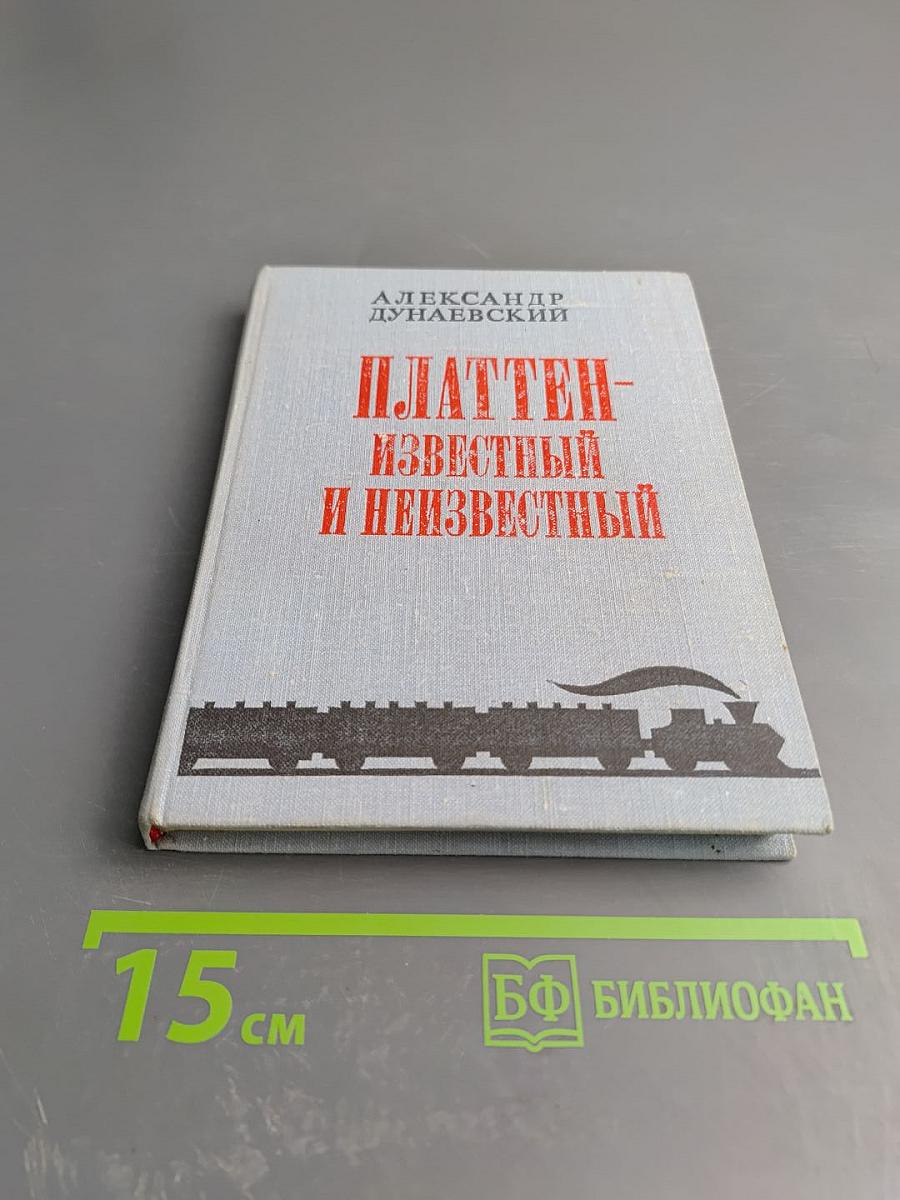 АЛЕКСАНДР
ДУНАЕВСКИЙ
ПЛАТТЕН-
ИЗВЕСТНЫЙ
И НЕИЗВЕСТНЫЙ
15 см
БФ БИБЛИОФАН